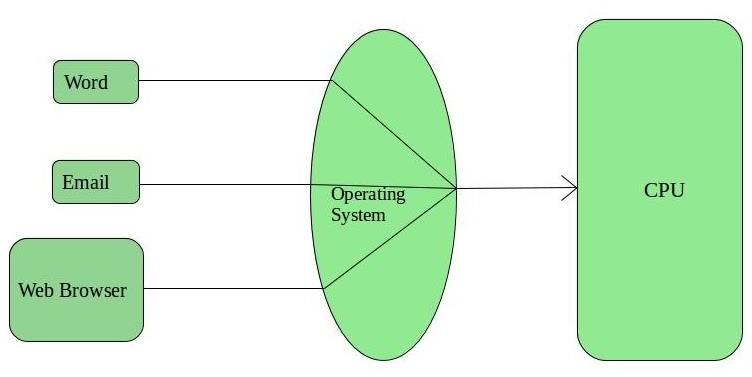 Word
Email
Web Browser
Operating
System
CPU